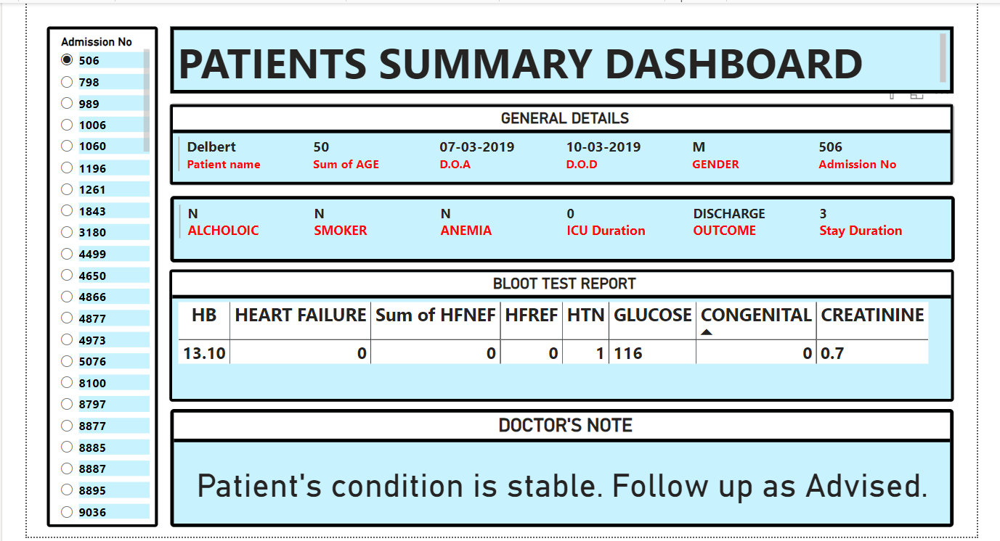 Admission No
506
798
989
1006
1060
1196
1261
1843
3180
4499
4650
4866
4877
4973
5076
8100
8797
8877
8885
8887
8895
9036
PATIENTS SUMMARY DASHBOARD
GENERAL DETAILS
Delbert 50 07-03-2019 10-03-2019 M 506
Patient name Sum of AGE D.O.A D.O.D GENDER Admission No
N N N 0 DISCHARGE 3
ALCHOLOIC SMOKER ANEMIA ICU Duration OUTCOME Stay Duration
BLOOT TEST REPORT
HB HEART FAILURE Sum of HFNEF HFREF HTN GLUCOSE CONGENITAL CREATININE
13.10 0 0 0 1 116 0 0.7
DOCTOR'S NOTE
Patient's condition is stable. Follow up as Advised.